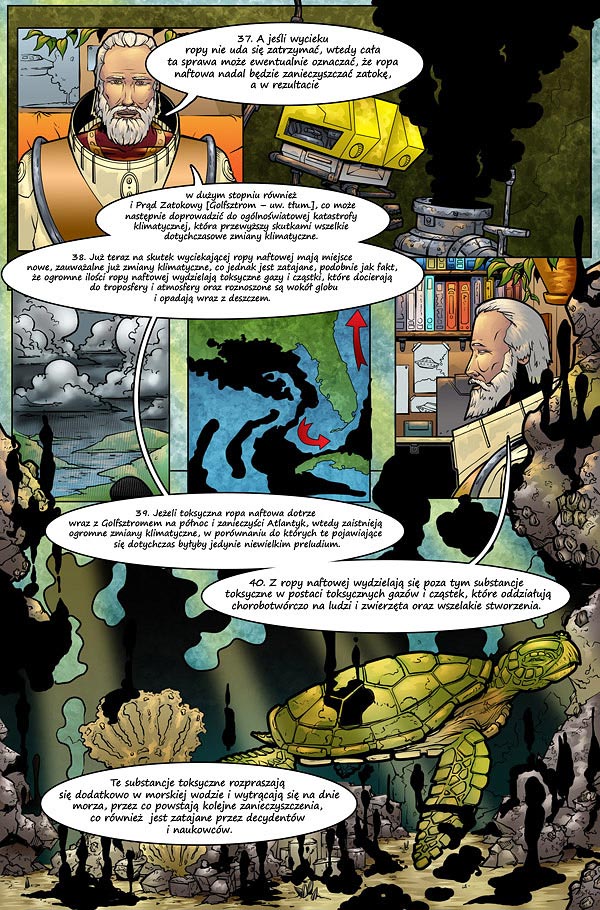 37. A jeśli wycieku
ropy nie uda się zatrzymać, wtedy cała
ta sprawa może ewentualnie oznaczać, że ropa
naftowa nadal będzie zanieczyszczać zatokę,
a w rezultacie
w dużym stopniu również
i Prąd Zatokowy [Golfsztrom – uw. tłum.], co może
następnie doprowadzić do ogólnoświatowej katastrofy
klimatycznej, która przewyższy skutkami wszelkie
dotychczasowe zmiany klimatyczne.
38. Już teraz na skutek wyciekającej ropy naftowej mają miejsce
nowe, zauważalne już zmiany klimatyczne, co jednak jest zatajane, podobnie jak fakt,
że ogromne ilości ropy naftowej wydzielają toksyczne gazy i cząstki, które docierają
do troposfery i atmosfery oraz roznoszone są wokół globu
i opadają wraz z deszczem.
39. Jeżeli toksyczna ropa naftowa dotrze
wraz z Golfsztromem na północ i zanieczyści Atlantyk, wtedy zaistnieją
ogromne zmiany klimatyczne, w porównaniu do których te pojawiające
się dotychczas byłyby jedynie niewielkim preludium.
40. Z ropy naftowej wydzielają się poza tym substancje
toksyczne w postaci toksycznych gazów i cząstek, które oddziałują
chorobotwórczo na ludzi i zwierzęta oraz wszelakie stworzenia.
Te substancje toksyczne rozpraszają
się dodatkowo w morskiej wodzie i wytrącają się na dnie
morza, przez co powstają kolejne zanieczyszczenia,
co również jest zatajane przez decydentów
i naukowców.